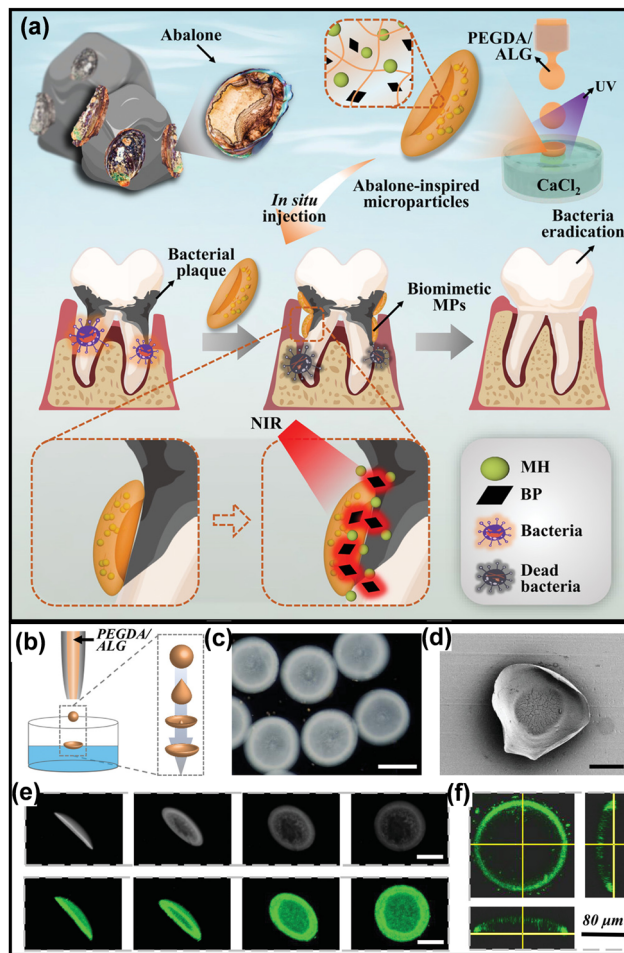 (a)
Abalone
PEGDA/
ALG
UV
CaCl₂
Abalone-inspired
microparticles
In situ
injection
Bacterial
plaque
Biomimetic
MPs
Bacteria
eradication
NIR
MH
BP
Bacteria
Dead
bacteria
(b)
PEGDA/
ALG
(c)
(d)
(e)
(f)
80 μm